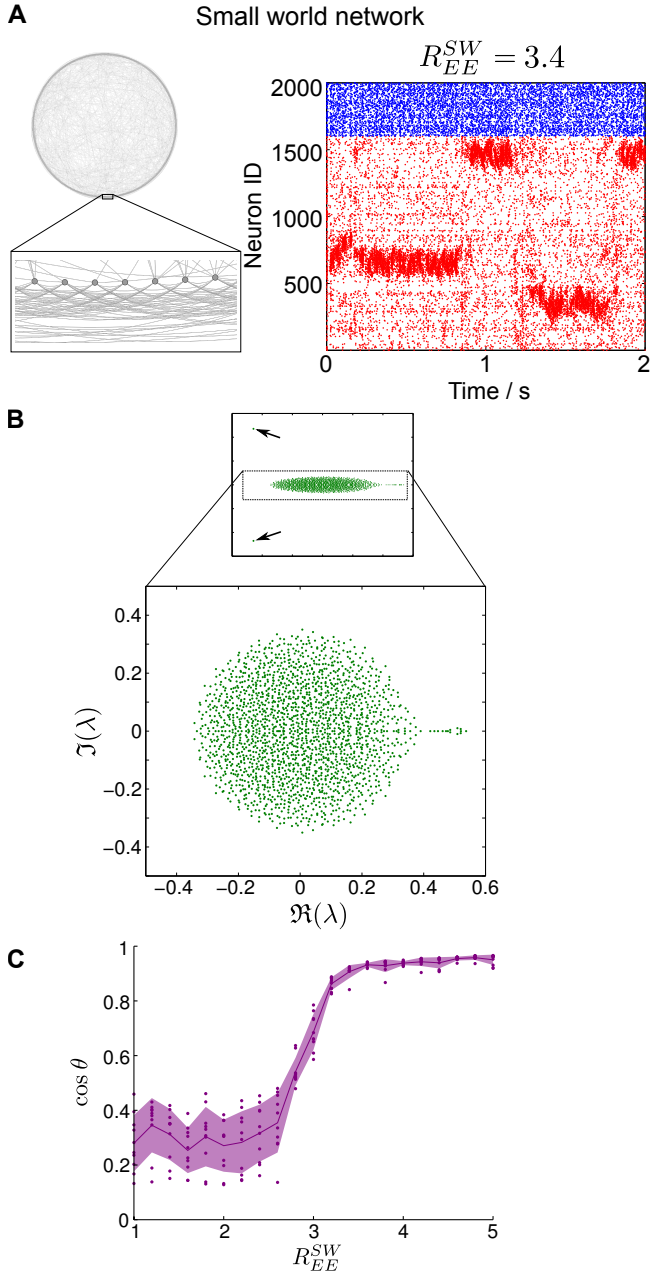 A
Small world network
R_{EE}^{SW} = 3.4
2000
1500
1000
500
Neuron ID
0
1
2
Time / s
B
0.4
0.2
0
−0.2
−0.4
ℑ(λ)
−0.4
−0.2
0
0.2
0.4
0.6
ℜ(λ)
C
1
0.8
0.6
0.4
0.2
0
cos θ
1
2
3
4
5
R_{EE}^{SW}